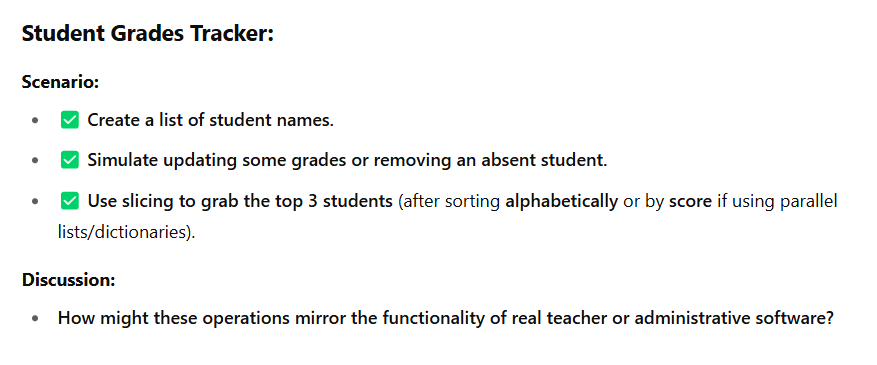 Student Grades Tracker:
Scenario:
• ✅ Create a list of student names.
• ✅ Simulate updating some grades or removing an absent student.
• ✅ Use slicing to grab the top 3 students (after sorting alphabetically or by score if using parallel
lists/dictionaries).
Discussion:
• How might these operations mirror the functionality of real teacher or administrative software?